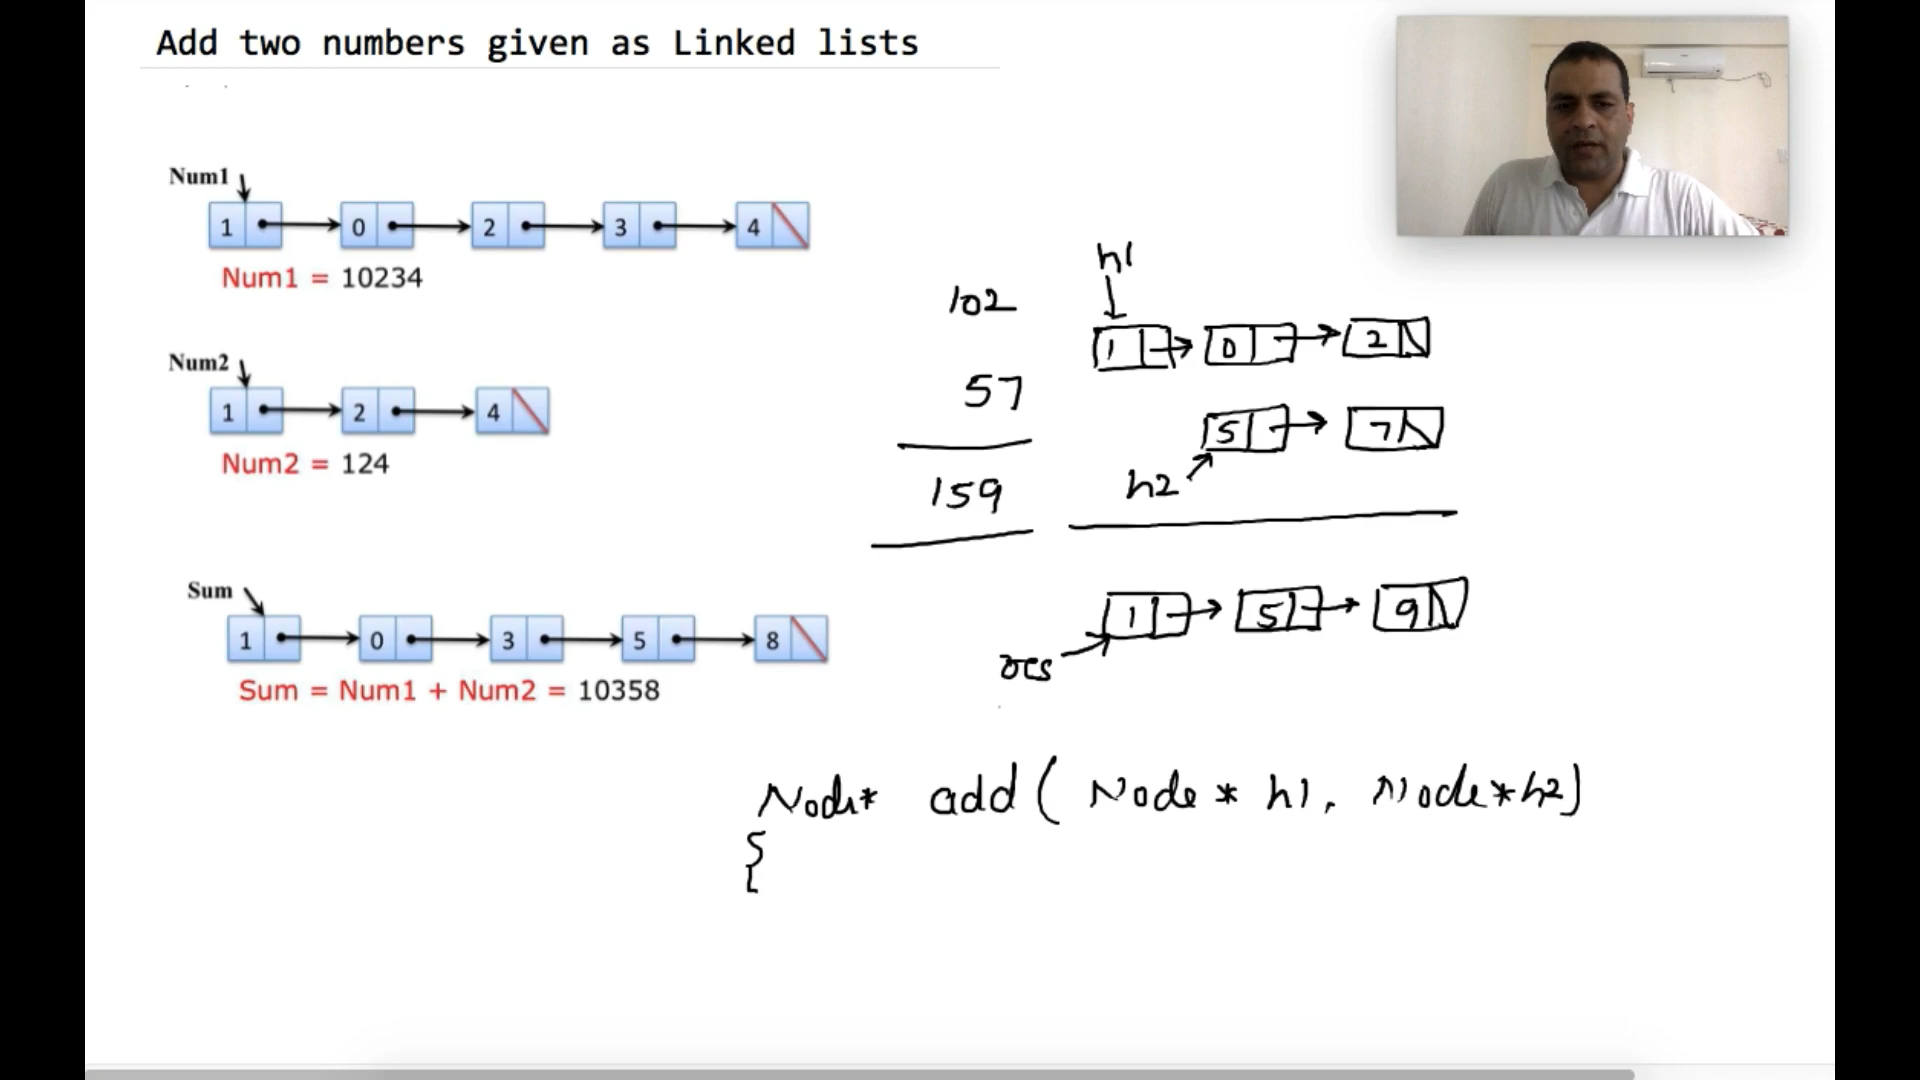 Add two numbers given as Linked lists
Num1
1 0 2 3 4
Num1 = 10234
Num2
1 2 4
Num2 = 124
Sum
1 0 3 5 8
Sum = Num1 + Num2 = 10358
102
57
159
h1
1 0 2
5 7
h2
1 5 9
res
Node* add( Node * h1, Node * h2)
{